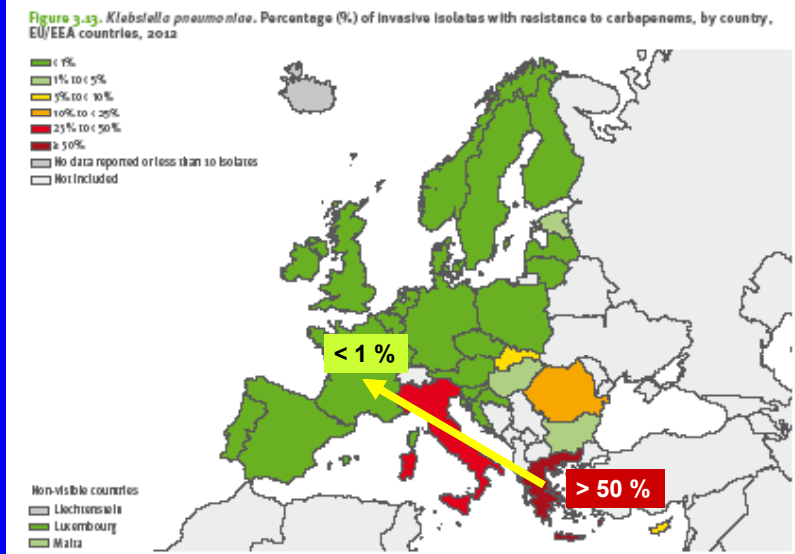 Figure 3.13. Klebsiella pneumoniae. Percentage (%) of invasive isolates with resistance to carbapenems, by country,
EU/EEA countries, 2012
< 1%
1% to < 5%
5% to < 10%
10% to < 25%
25% to < 50%
≥ 50%
No data reported or less than 10 isolates
Not included
< 1 %
> 50 %
Non-visible countries
Liechtenstein
Luxembourg
Malta